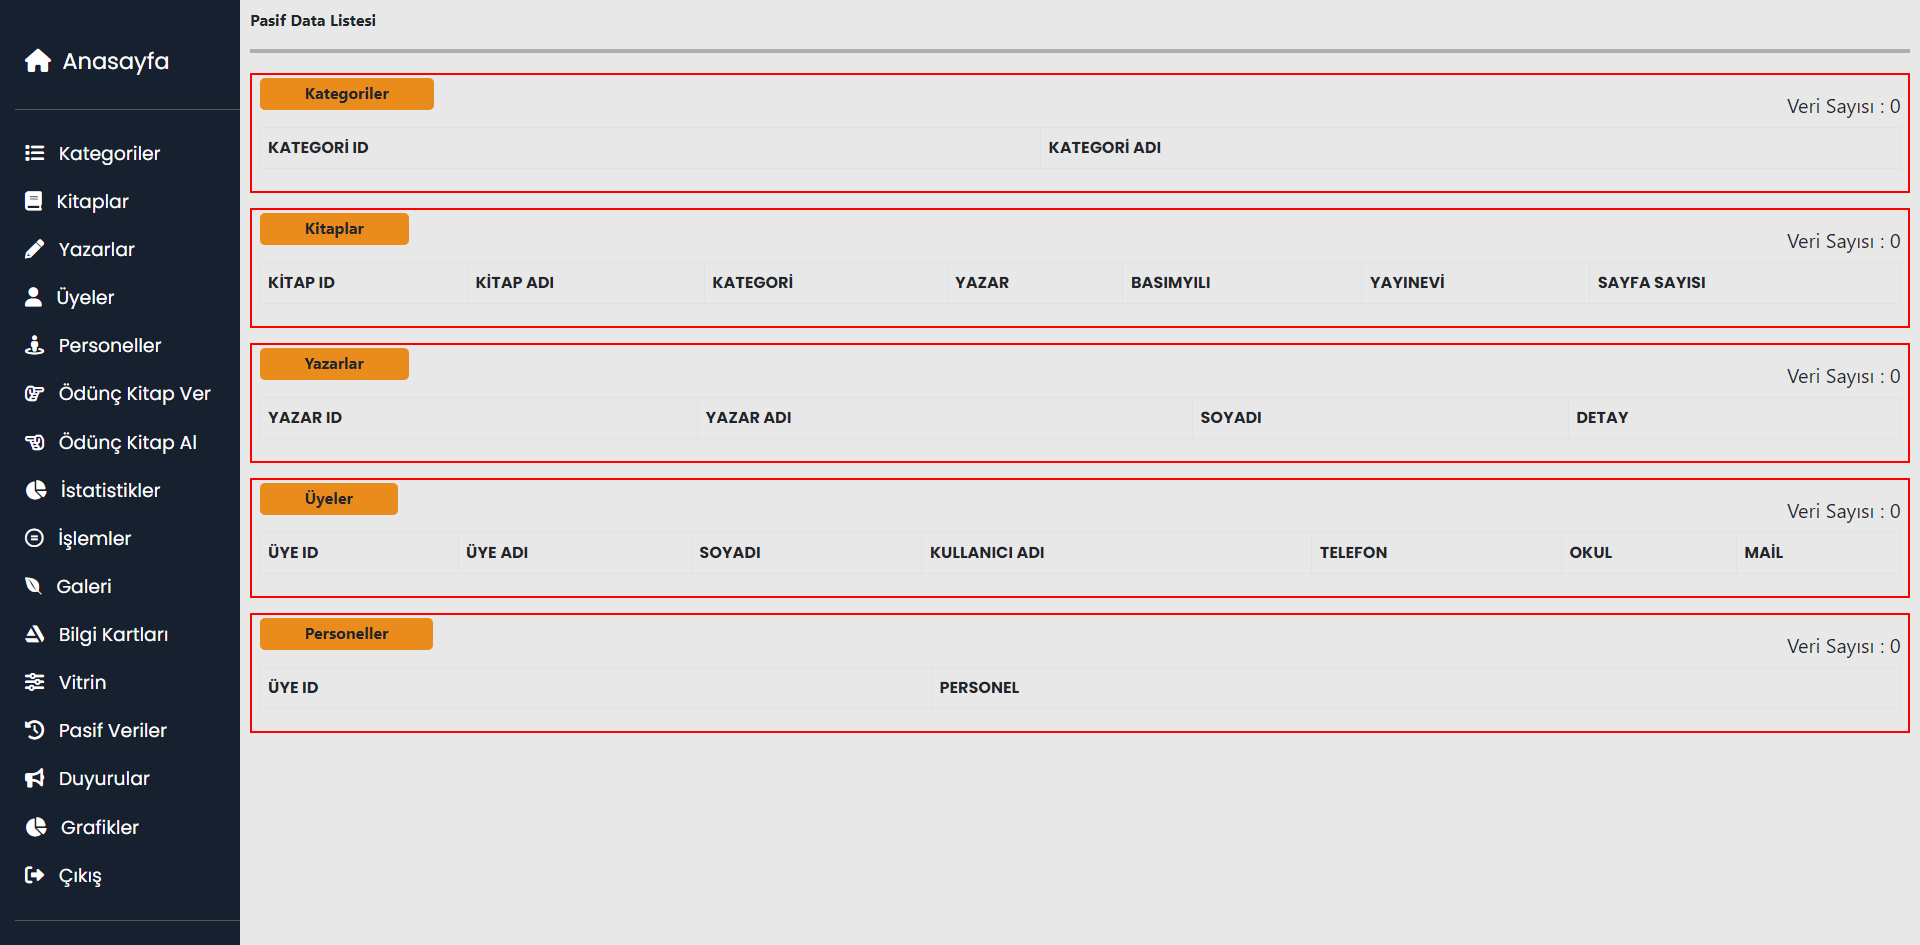 Anasayfa
Kategoriler
Kitaplar
Yazarlar
Üyeler
Personeller
Ödünç Kitap Ver
Ödünç Kitap Al
İstatistikler
İşlemler
Galeri
Bilgi Kartları
Vitrin
Pasif Veriler
Duyurular
Grafikler
Çıkış
Pasif Data Listesi
Kategoriler
Veri Sayısı : 0
KATEGORİ ID KATEGORİ ADI
Kitaplar
Veri Sayısı : 0
KİTAP ID KİTAP ADI KATEGORİ YAZAR BASIMYILI YAYINEVİ SAYFA SAYISI
Yazarlar
Veri Sayısı : 0
YAZAR ID YAZAR ADI SOYADI DETAY
Üyeler
Veri Sayısı : 0
ÜYE ID ÜYE ADI SOYADI KULLANICI ADI TELEFON OKUL MAİL
Personeller
Veri Sayısı : 0
ÜYE ID PERSONEL